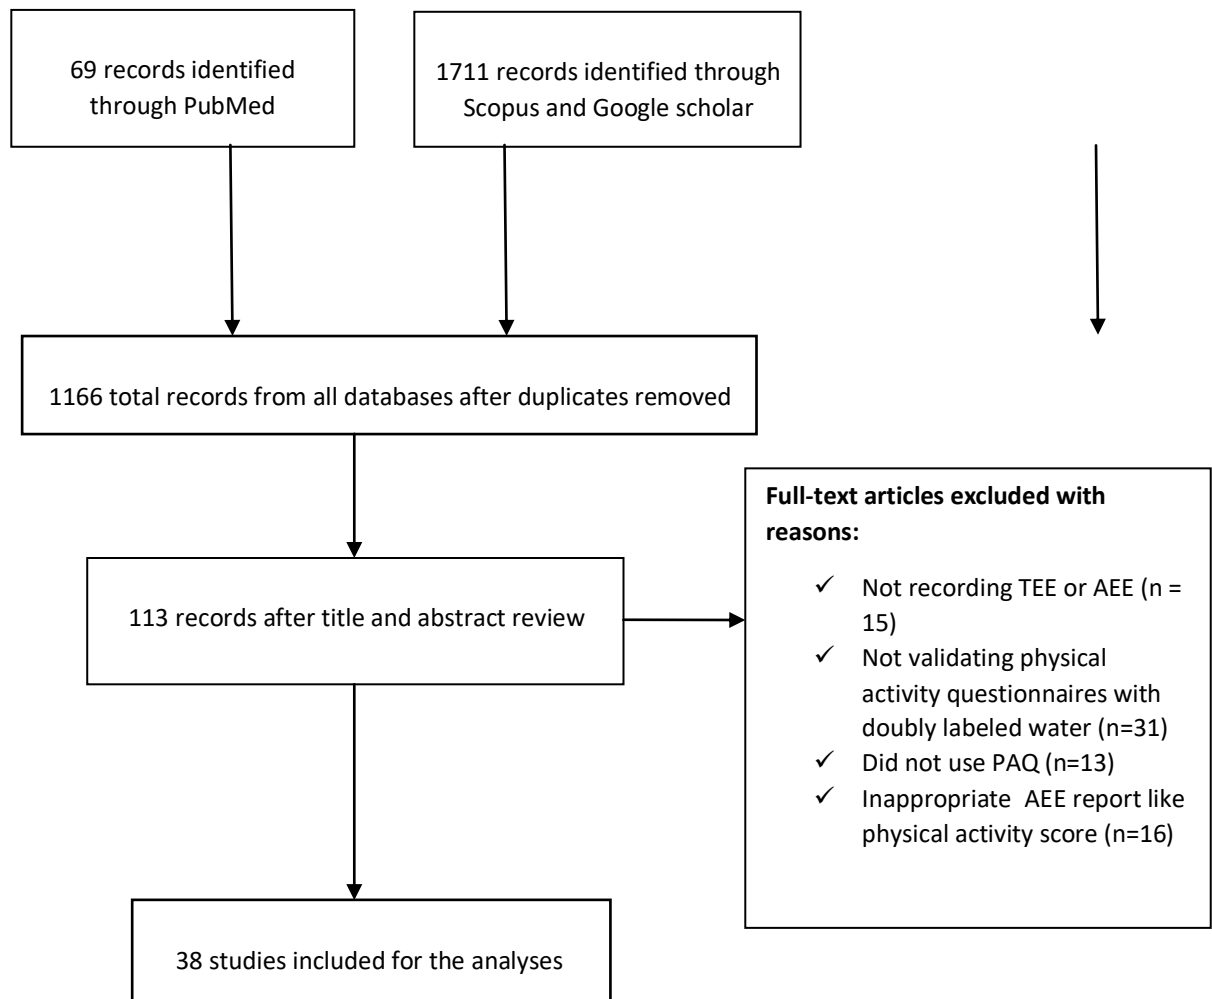 69 records identified
through PubMed
1711 records identified through
Scopus and Google scholar
1166 total records from all databases after duplicates removed
113 records after title and abstract review
Full-text articles excluded with
reasons:
✓ Not recording TEE or AEE (n =
15)
✓ Not validating physical
activity questionnaires with
doubly labeled water (n=31)
✓ Did not use PAQ (n=13)
✓ Inappropriate AEE report like
physical activity score (n=16)
38 studies included for the analyses